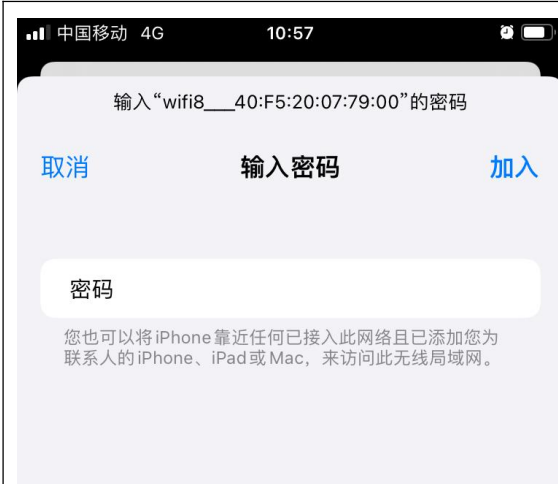 中国移动 4G 10:57
输入“wifi8___40:F5:20:07:79:00”的密码
取消 输入密码 加入
密码
您也可以将iPhone靠近任何已接入此网络且已添加您为
联系人的iPhone、iPad或Mac，来访问此无线局域网。